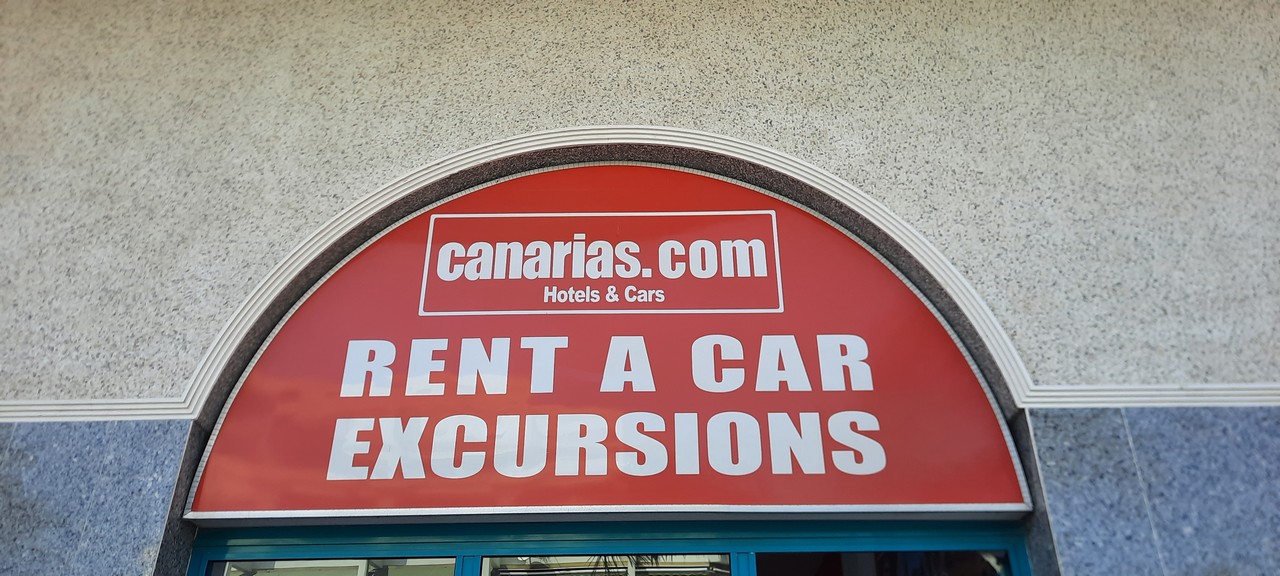 canarias.com
Hotels & Cars
RENT A CAR
EXCURSIONS